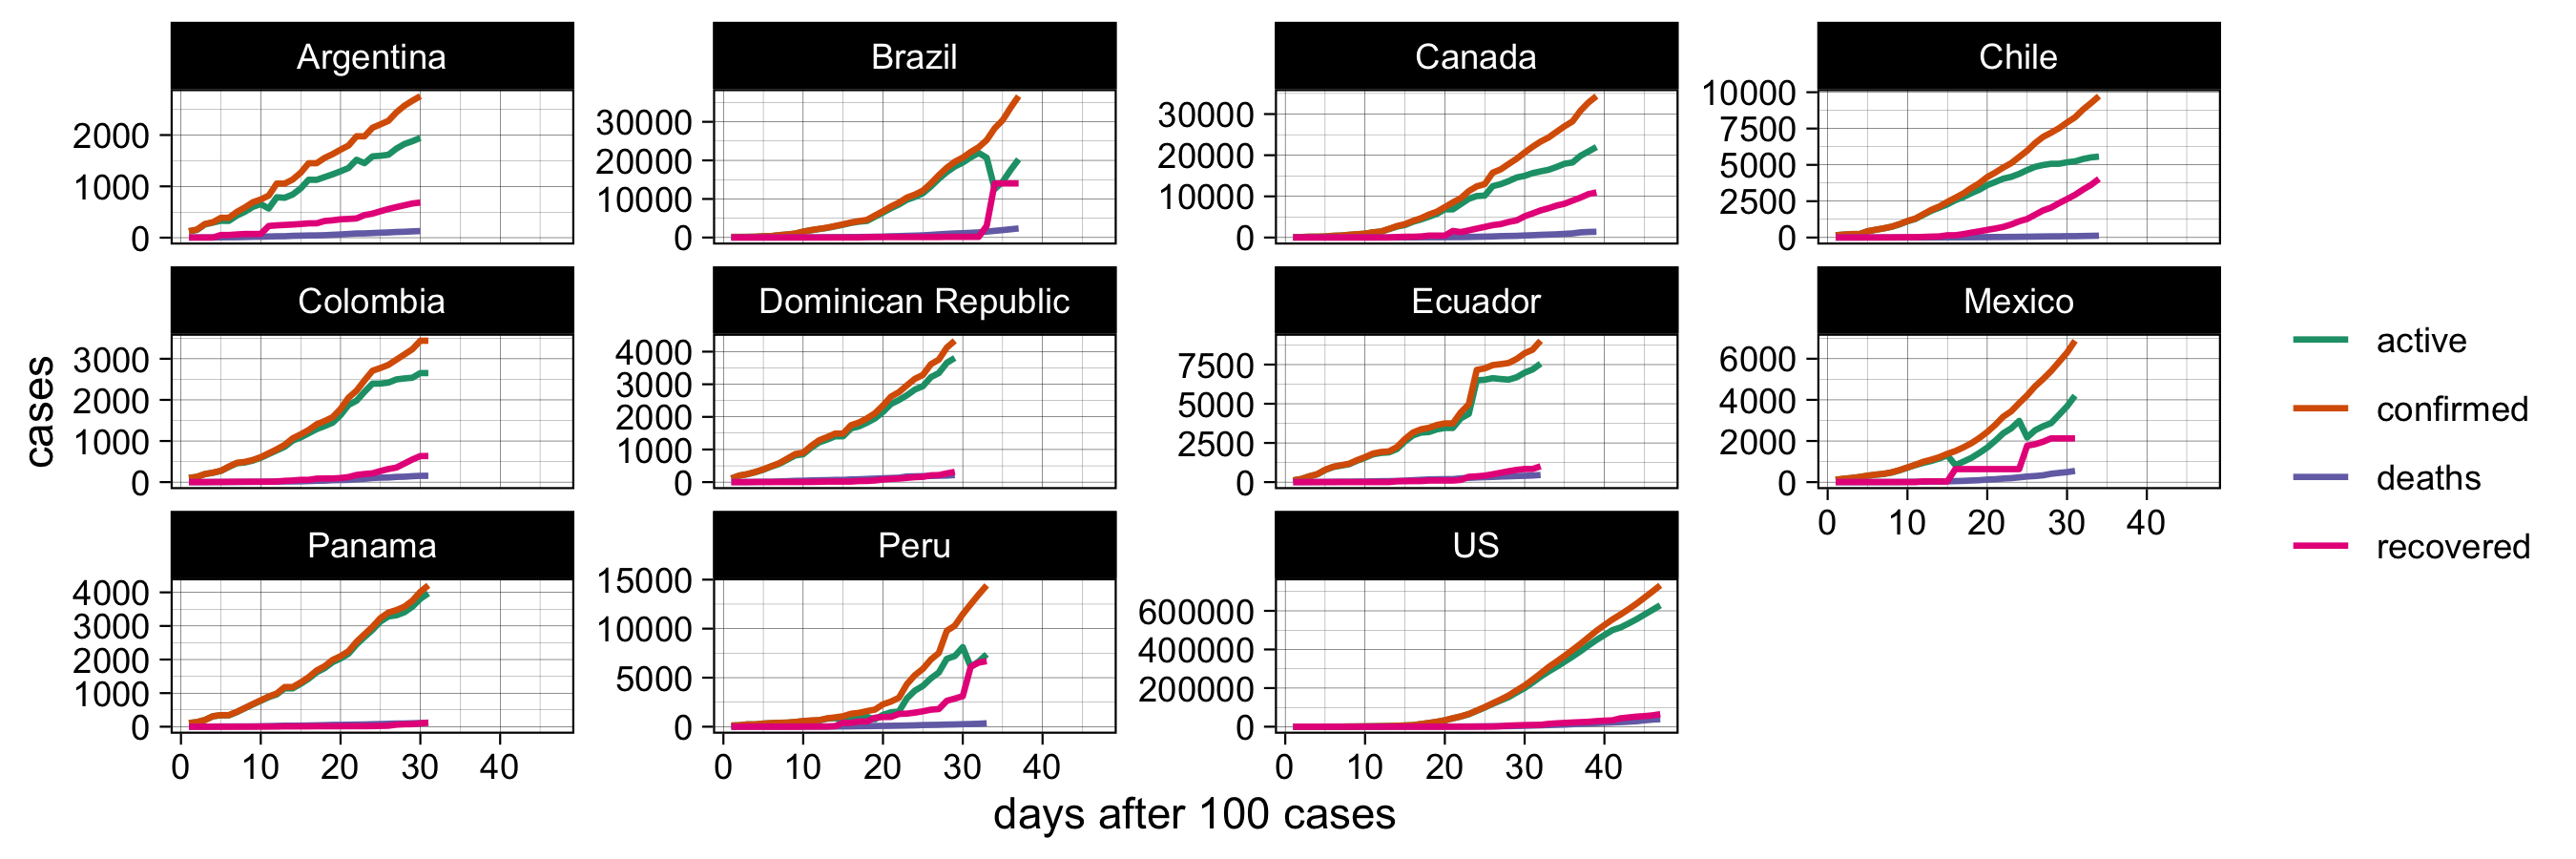 Argentina
Brazil
Canada
Chile
2000
1000
0
30000
20000
10000
0
30000
20000
10000
0
10000
7500
5000
2500
0
Colombia
Dominican Republic
Ecuador
Mexico
3000
2000
1000
0
4000
3000
2000
1000
0
7500
5000
2500
0
6000
4000
2000
0
0 10 20 30 40
Panama
Peru
US
4000
3000
2000
1000
0
15000
10000
5000
0
600000
400000
200000
0
0 10 20 30 40
0 10 20 30 40
0 10 20 30 40
cases
days after 100 cases
active
confirmed
deaths
recovered